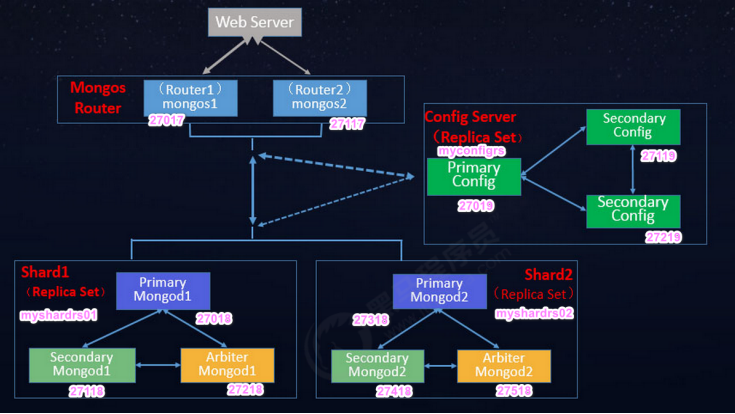 Web Server
Mongos
Router
（Router1）
mongos1
27017
（Router2）
mongos2
27117
Config Server
（Replica Set）
myconfigrs
Primary
Config
27019
Secondary
Config
27119
Secondary
Config
27219
Shard1
（Replica Set）
myshardrs01
Primary
Mongod1
27018
Secondary
Mongod1
27118
Arbiter
Mongod1
27218
Shard2
（Replica Set）
myshardrs02
Primary
Mongod2
27318
Secondary
Mongod2
27418
Arbiter
Mongod2
27518